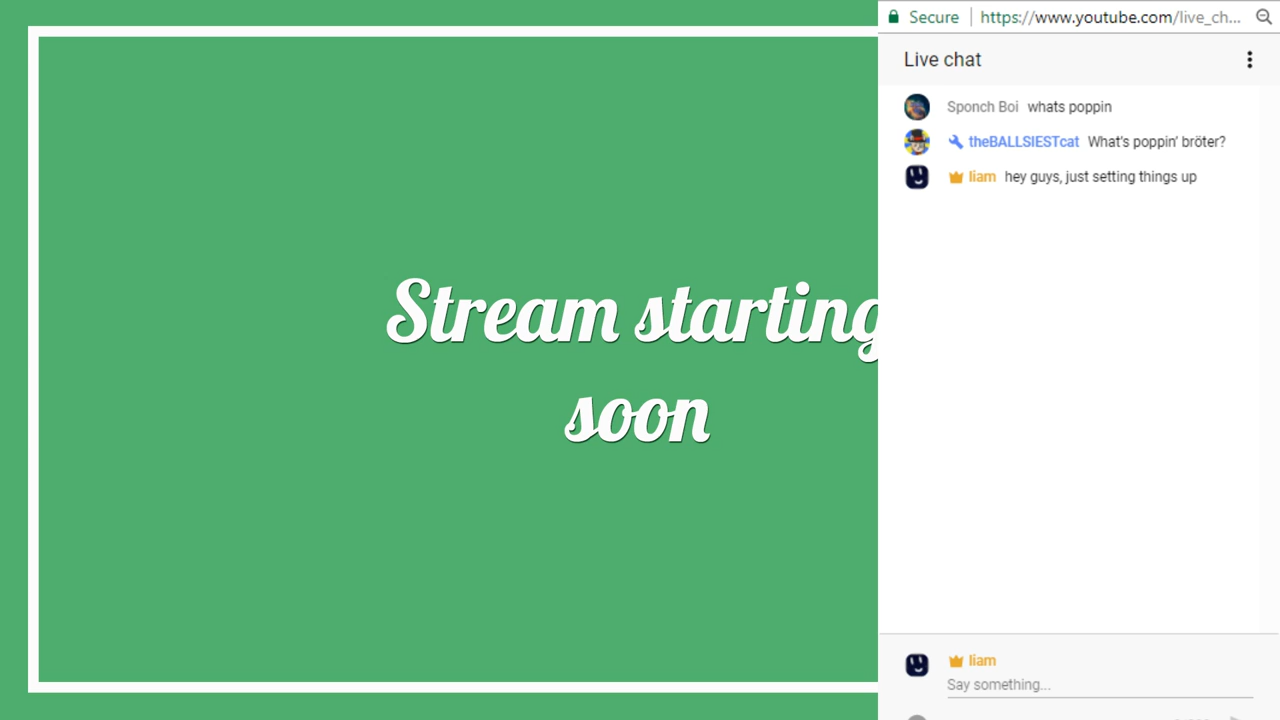 Stream starting
soon
Secure https://www.youtube.com/live_ch...
Live chat
Sponch Boi whats poppin
theBALLSIESTcat What's poppin' bröter?
liam hey guys, just setting things up
liam
Say something...